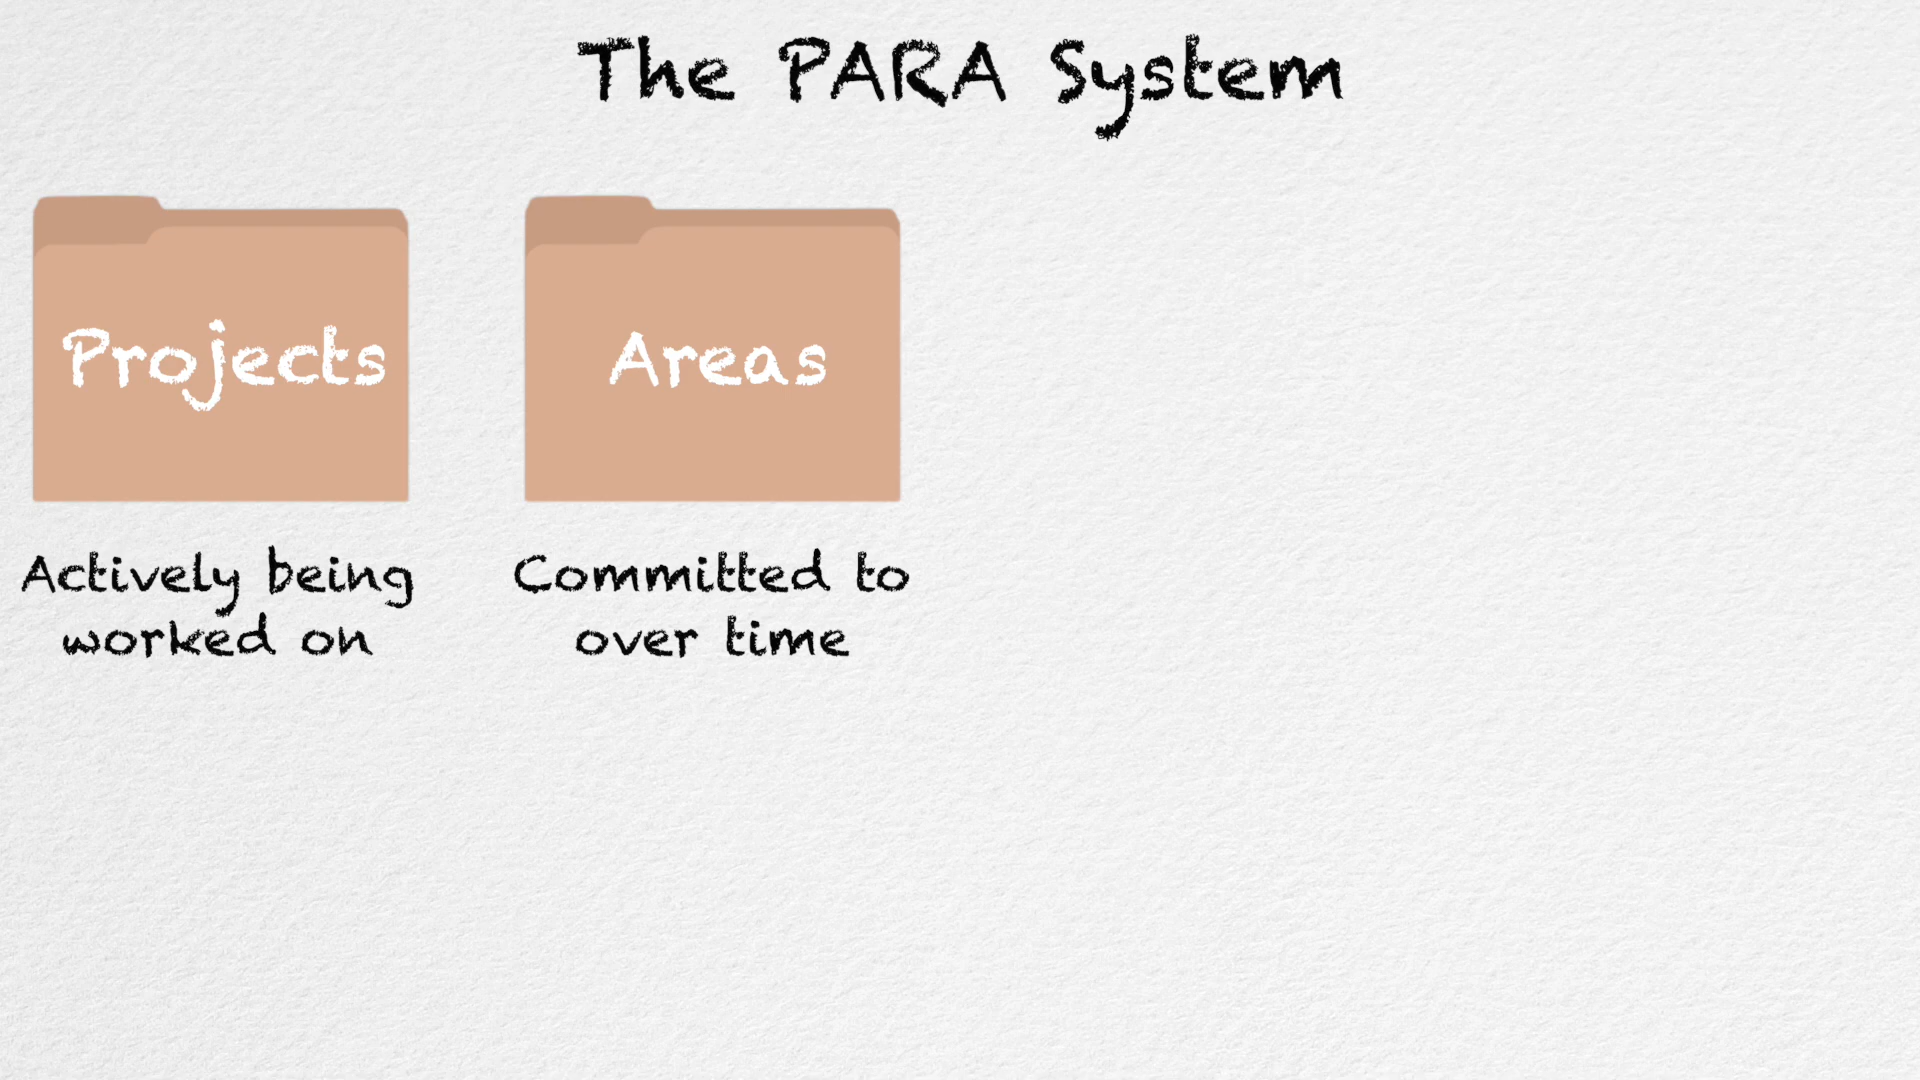 The PARA System
Projects
Areas
Actively being
worked on
Committed to
over time